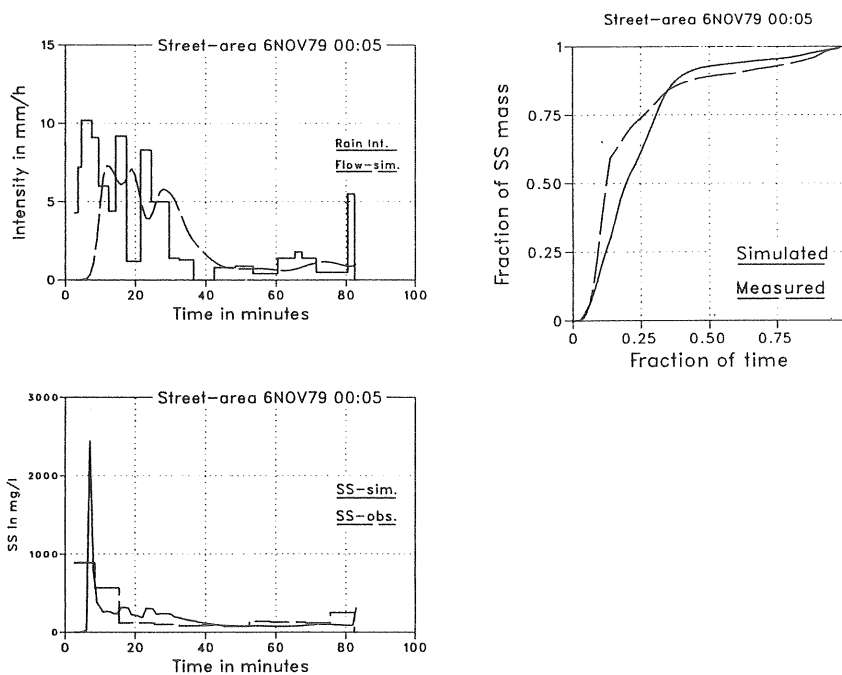 Street-area 6NOV79 00:05
15
10
5
0
Intensity in mm/h
Rain Int.
Flow-sim.
0 20 40 60 80 100
Time in minutes
Street-area 6NOV79 00:05
1
0.75
0.50
0.25
0
Fraction of SS mass
Simulated
Measured
0 0.25 0.50 0.75
Fraction of time
Street-area 6NOV79 00:05
3000
2000
1000
0
SS in mg/l
SS-sim.
SS-obs.
0 20 40 60 80 100
Time in minutes